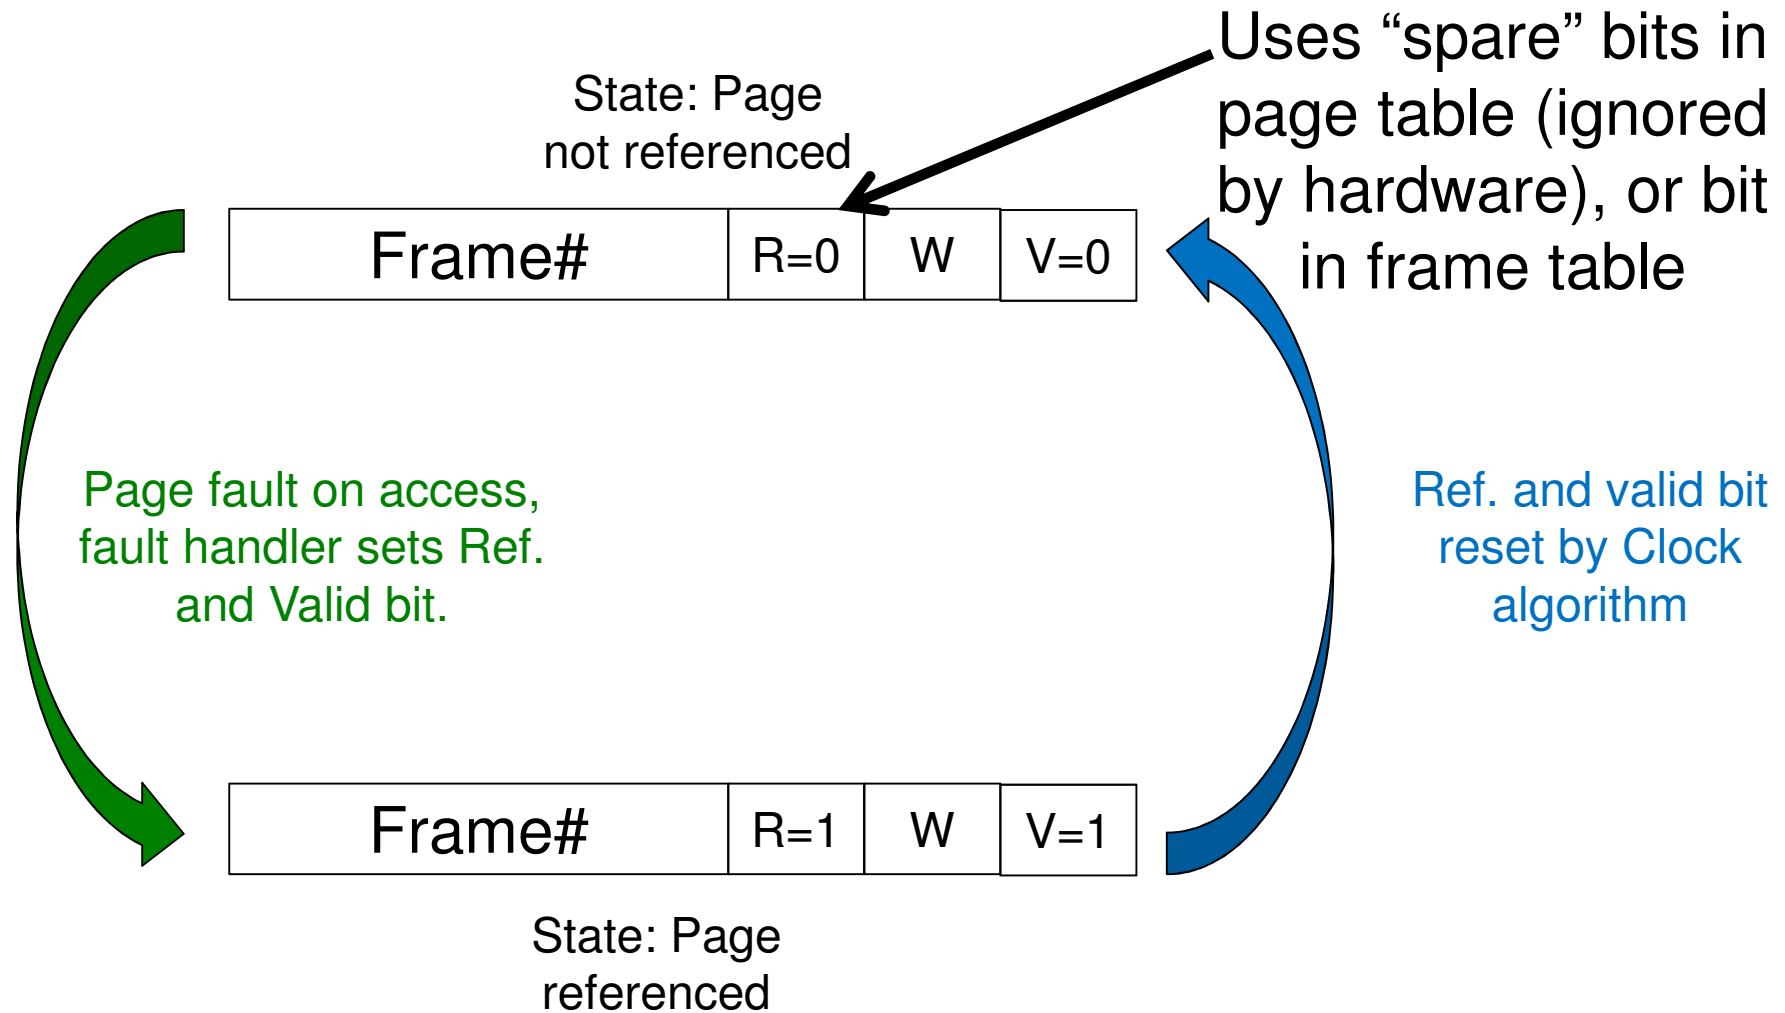 Uses “spare” bits in
page table (ignored
by hardware), or bit
in frame table
State: Page
not referenced
Frame# R=0 W V=0
Page fault on access,
fault handler sets Ref.
and Valid bit.
Ref. and valid bit
reset by Clock
algorithm
Frame# R=1 W V=1
State: Page
referenced